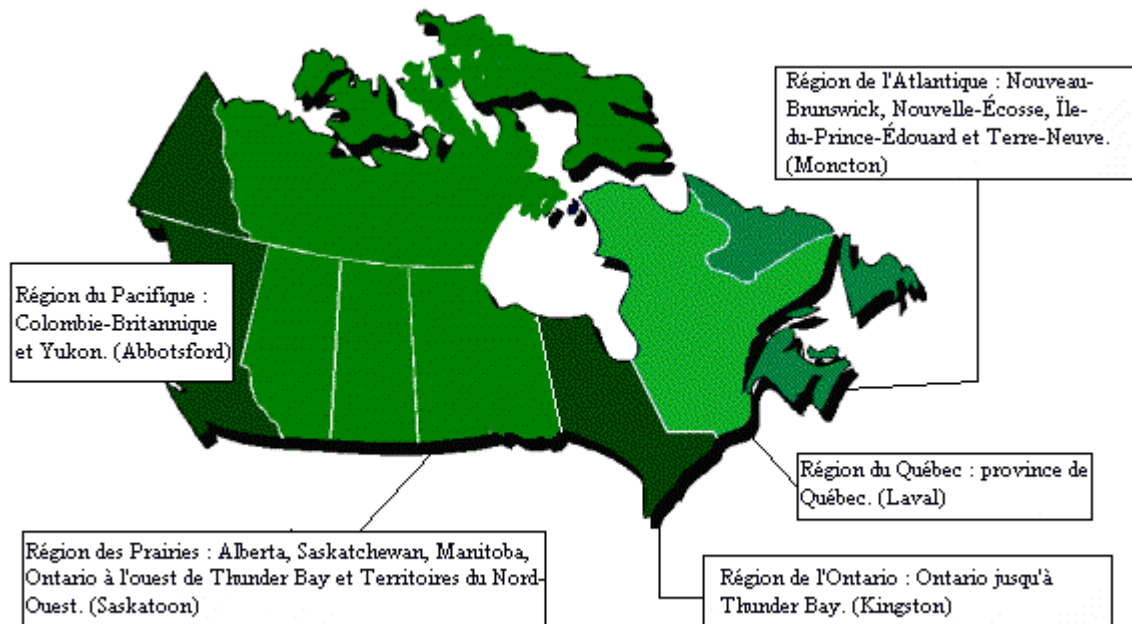 Région de l'Atlantique : Nouveau-
Brunswick, Nouvelle-Écosse, Ïle-
du-Prince-Édouard et Terre-Neuve.
(Moncton)
Région du Pacifique :
Colombie-Britannique
et Yukon. (Abbotsford)
Région du Québec : province de
Québec. (Laval)
Région des Prairies : Alberta, Saskatchewan, Manitoba,
Ontario à l'ouest de Thunder Bay et Territoires du Nord-
Ouest. (Saskatoon)
Région de l'Ontario : Ontario jusqu'à
Thunder Bay. (Kingston)